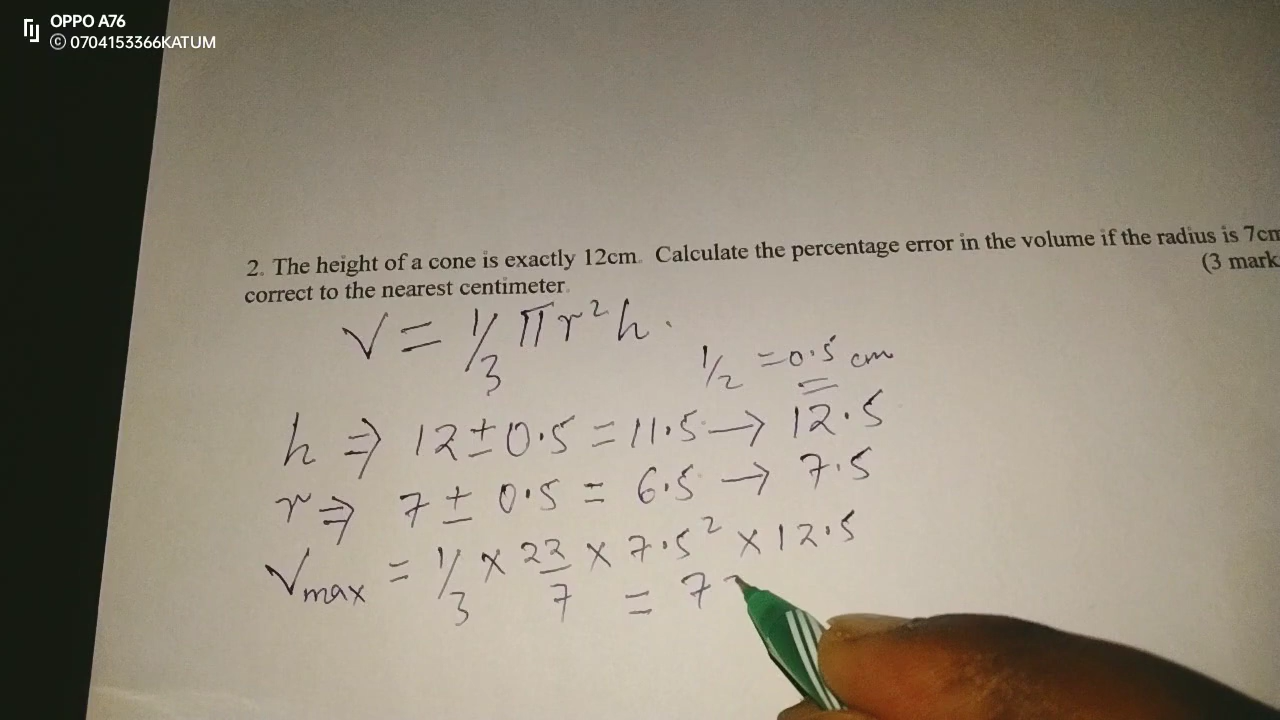 OPPO A76
© 0704153366KATUM
2. The height of a cone is exactly 12cm. Calculate the percentage error in the volume if the radius is 7cm
correct to the nearest centimeter.
(3 mark
V = 1/3 πr²h.
1/2 = 0.5 cm
h ⇒ 12 ± 0.5 = 11.5 → 12.5
r ⇒ 7 ± 0.5 = 6.5 → 7.5
Vmax = 1/3 × 22/7 × 7.5² × 12.5
= 7